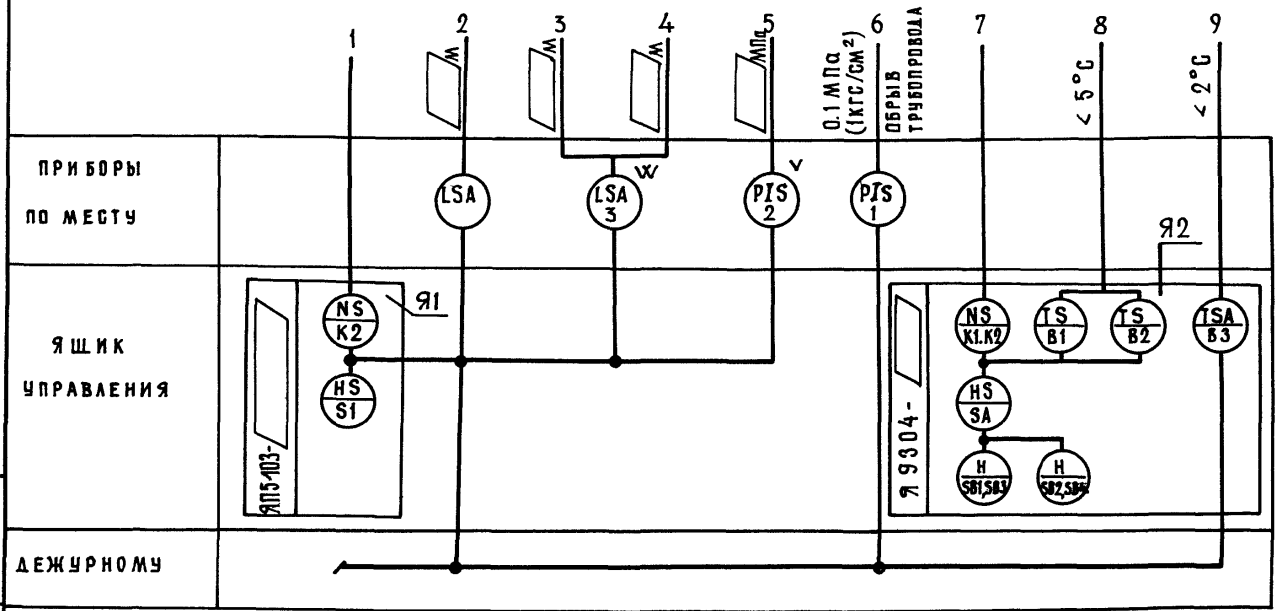 1
2
3
4
5
6
7
8
9
М
М
М
МПа
0.1 МПа
(1КГС/СМ²)
ОБРЫВ
ТРУБОПРОВОДА
< 5°С
< 2°С
ПРИБОРЫ
ПО МЕСТУ
LSA
LSA
3
W
PIS
2
V
PIS
1
Я2
ЯЩИК
УПРАВЛЕНИЯ
ЯП5103-
NS
K2
Я1
HS
S1
Я9304-
NS
K1.K2
TS
B1
TS
B2
TSA
B3
HS
SA
H
SB1,SB3
H
SB2,SB4
ДЕЖУРНОМУ